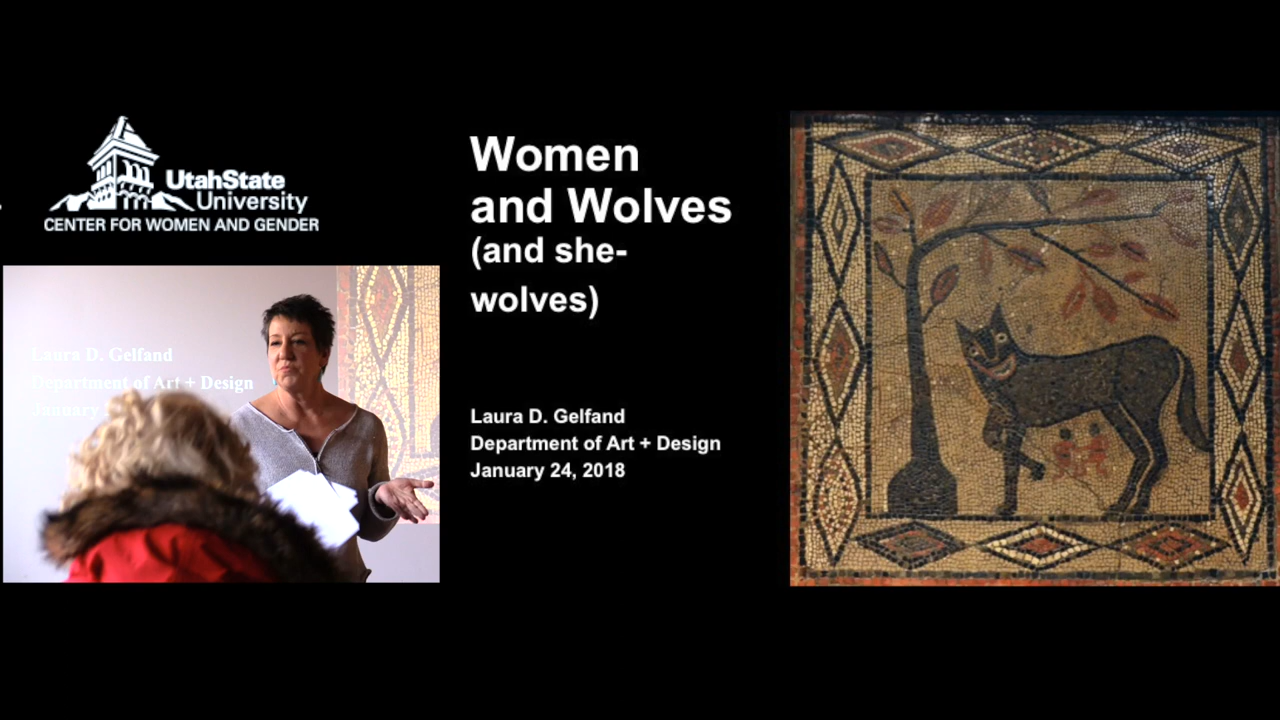 UtahState
University
CENTER FOR WOMEN AND GENDER
Women
and Wolves
(and she-
wolves)
Laura D. Gelfand
Department of Art + Design
January 24, 2018
Laura D. Gelfand
Department of Art + Design
January